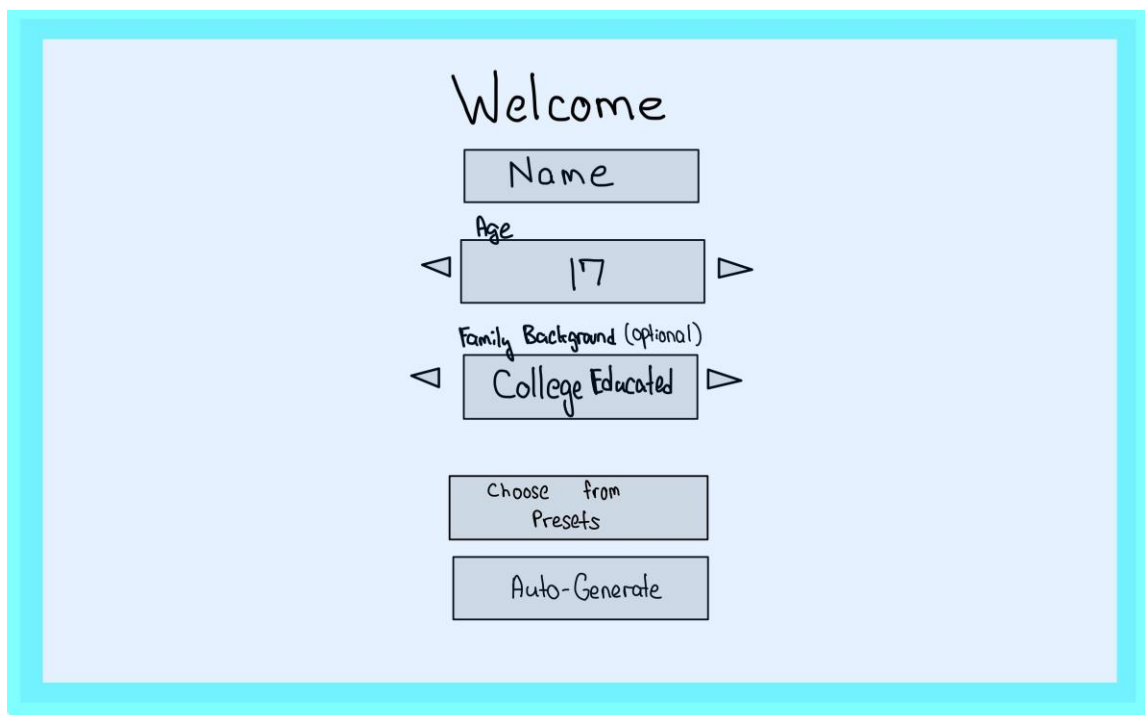 Welcome
Name
Age
17
Family Background (optional)
College Educated
Choose from
Presets
Auto-Generate